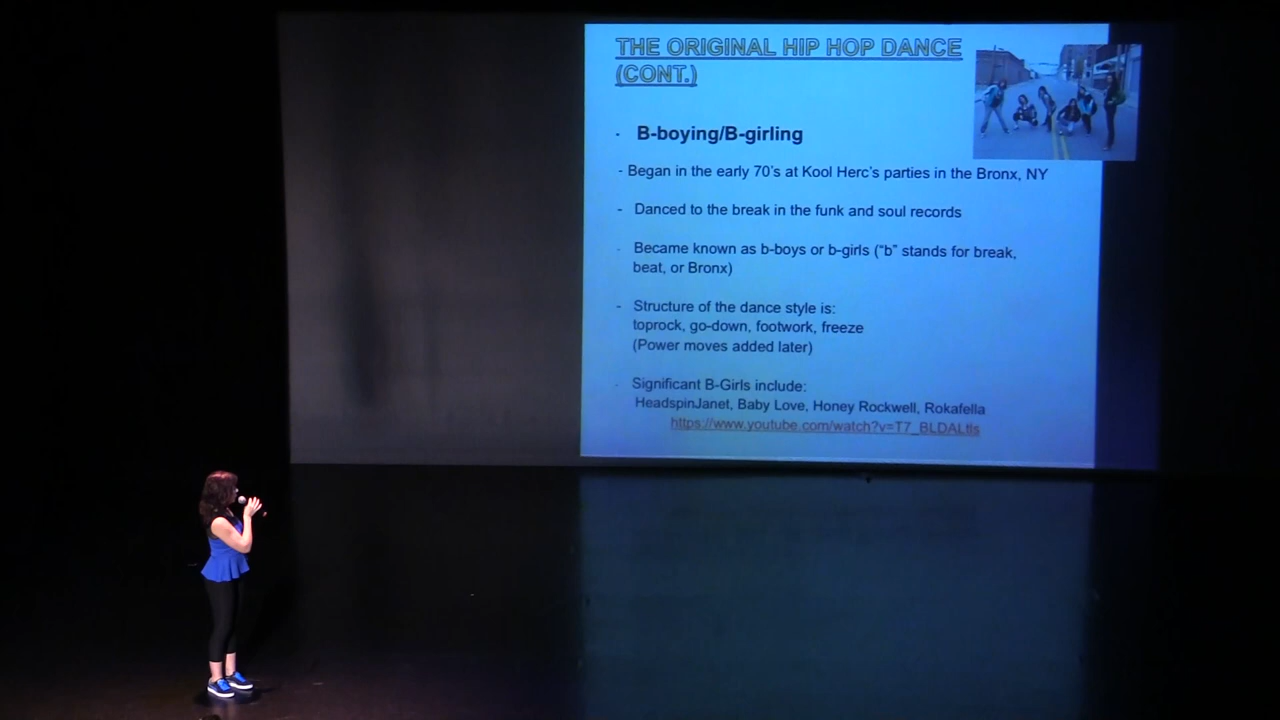 THE ORIGINAL HIP HOP DANCE
(CONT.)
- B-boying/B-girling
- Began in the early 70's at Kool Herc's parties in the Bronx, NY
- Danced to the break in the funk and soul records
- Became known as b-boys or b-girls ("b" stands for break,
beat, or Bronx)
- Structure of the dance style is:
toprock, go-down, footwork, freeze
(Power moves added later)
- Significant B-Girls include:
HeadspinJanet, Baby Love, Honey Rockwell, Rokafella
https://www.youtube.com/watch?v=T7_BLDALtIs